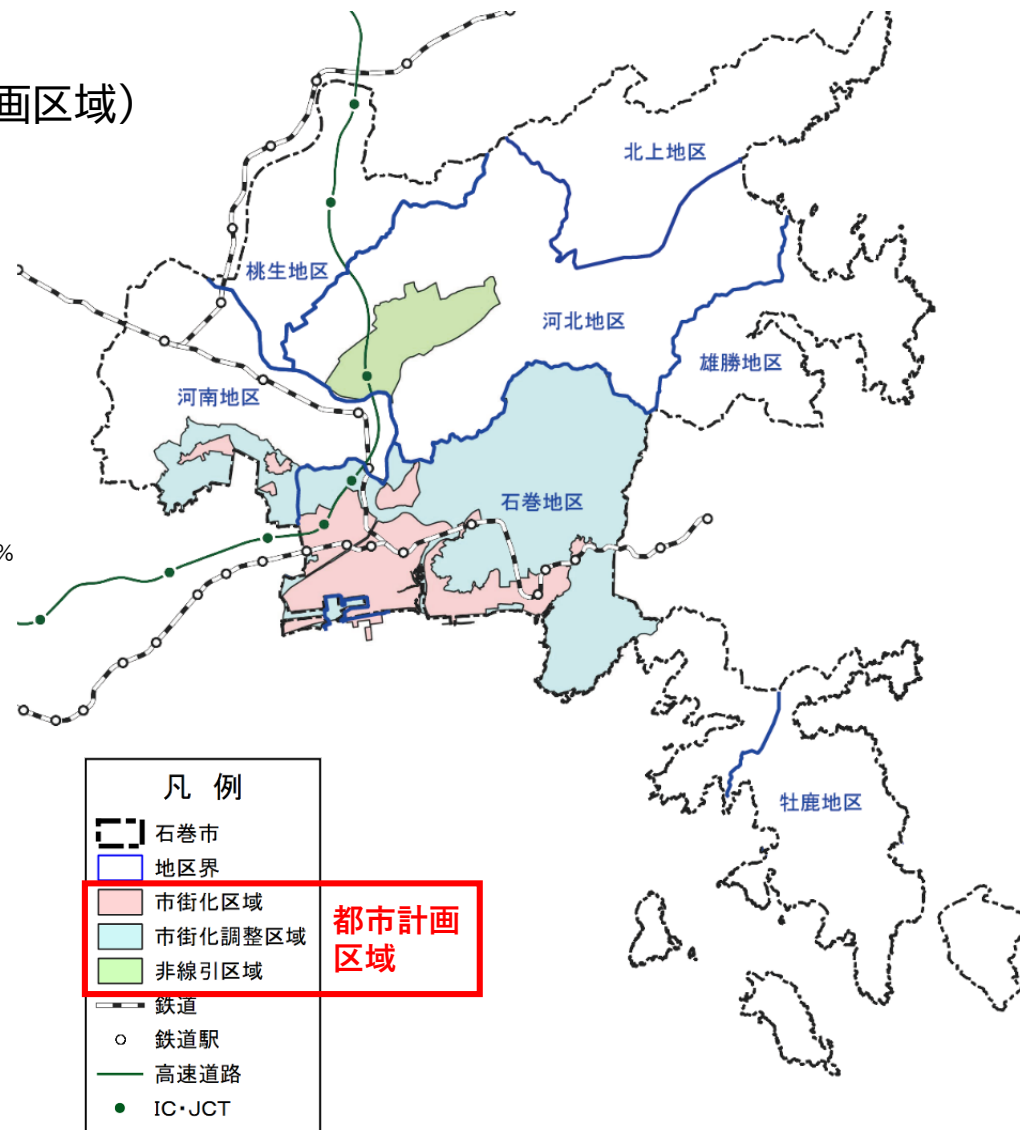 画区域）
北上地区
桃生地区
河北地区
雄勝地区
河南地区
石巻地区
%
牡鹿地区
凡 例
石巻市
地区界
市街化区域
市街化調整区域
非線引区域
都市計画
区域
鉄道
鉄道駅
高速道路
IC・JCT